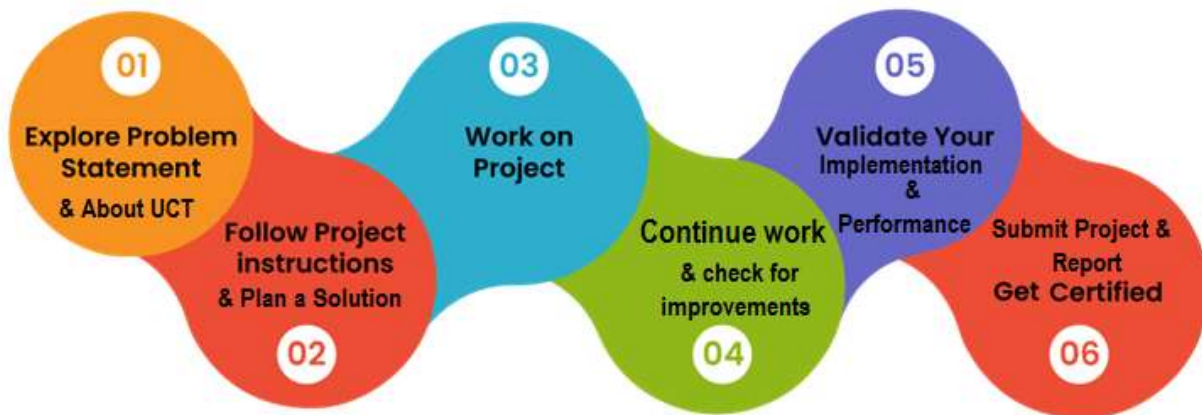 01
Explore Problem
Statement
& About UCT
Follow Project
instructions
& Plan a Solution
02
03
Work on
Project
Continue work
& check for
improvements
04
05
Validate Your
Implementation
&
Performance
Submit Project &
Report
Get Certified
06